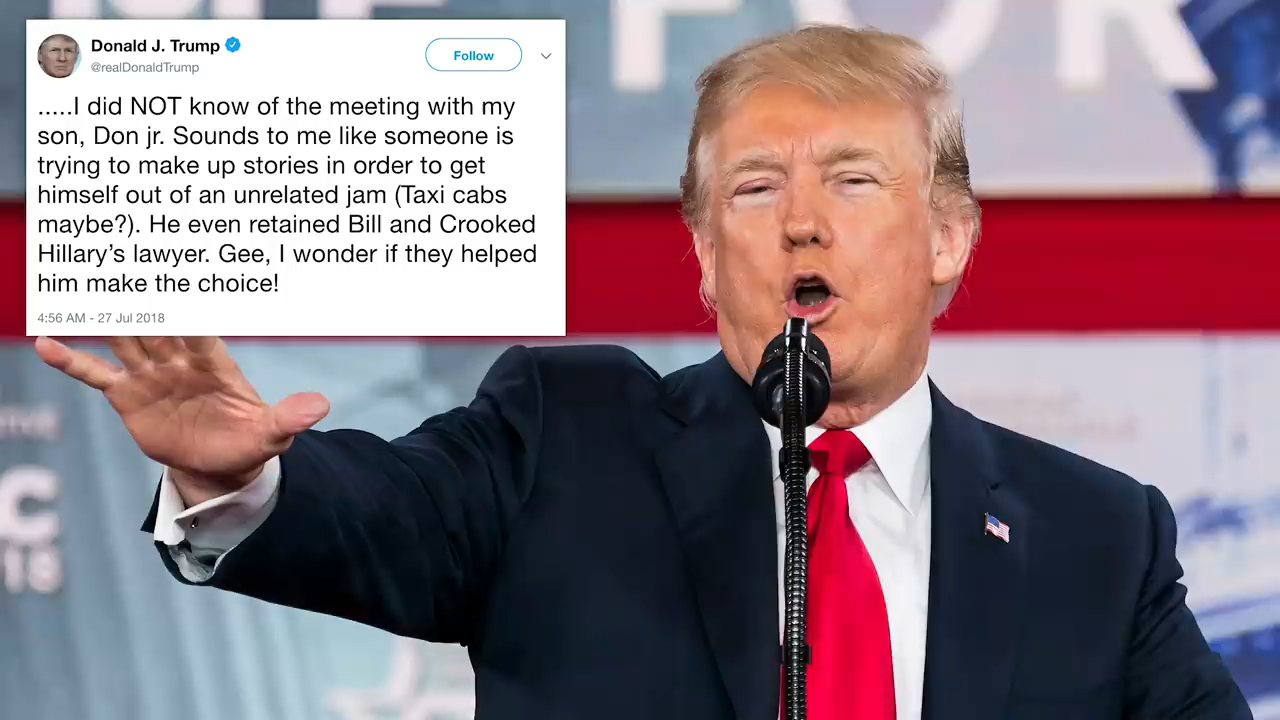 Donald J. Trump
@realDonaldTrump
Follow
.....I did NOT know of the meeting with my
son, Don jr. Sounds to me like someone is
trying to make up stories in order to get
himself out of an unrelated jam (Taxi cabs
maybe?). He even retained Bill and Crooked
Hillary’s lawyer. Gee, I wonder if they helped
him make the choice!
4:56 AM - 27 Jul 2018
FOR
C
18